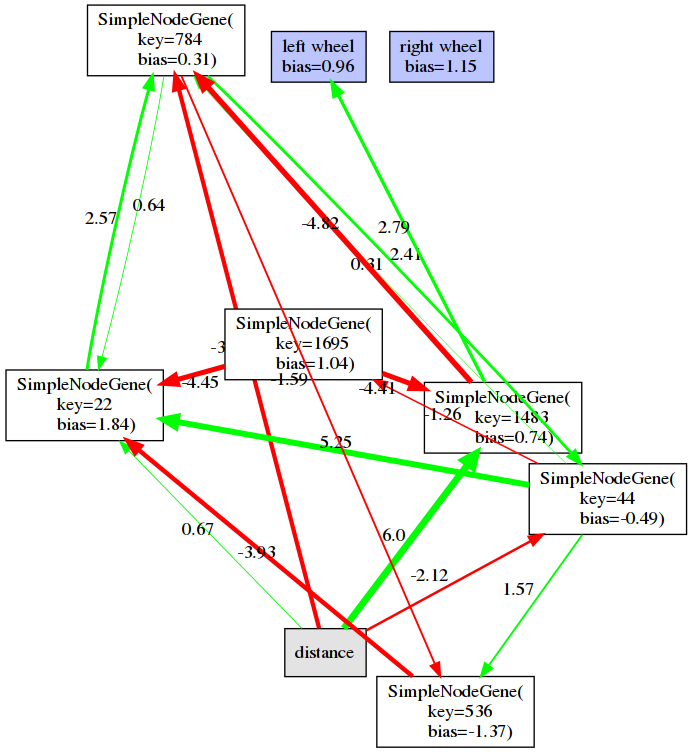 SimpleNodeGene(
key=784
bias=0.31)
left wheel
bias=0.96
right wheel
bias=1.15
2.57
0.64
-4.82
2.79
2.41
0.31
SimpleNodeGene(
key=1695
bias=1.04)
-3
-4.45
-1.59
-4.41
SimpleNodeGene(
key=22
bias=1.84)
-1.26
SimpleNodeGene(
key=1483
bias=0.74)
5.25
SimpleNodeGene(
key=44
bias=-0.49)
0.67
-3.93
6.0
-2.12
1.57
distance
SimpleNodeGene(
key=536
bias=-1.37)